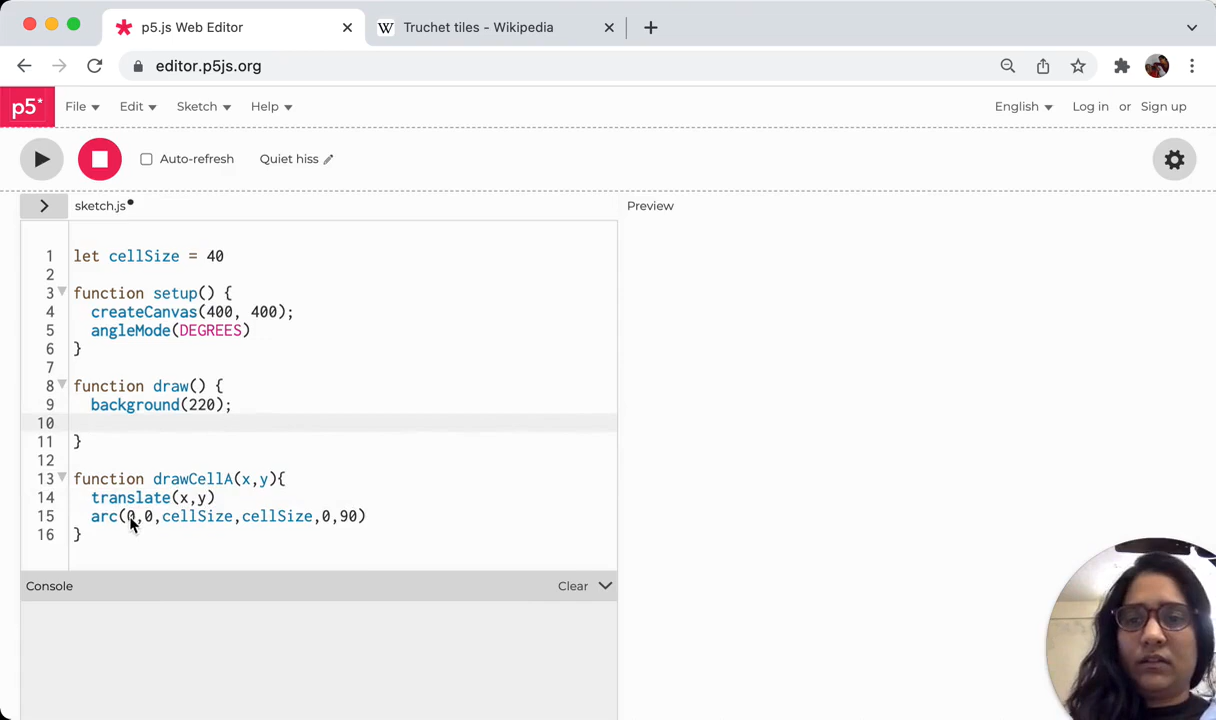 p5.js Web Editor
W Truchet tiles - Wikipedia
editor.p5js.org
p5* File Edit Sketch Help English Log in or Sign up
Auto-refresh Quiet hiss
sketch.js
Preview
1 let cellSize = 40
2
3 function setup() {
4 createCanvas(400, 400);
5 angleMode(DEGREES)
6 }
7
8 function draw() {
9 background(220);
10
11 }
12
13 function drawCellA(x,y){
14 translate(x,y)
15 arc(0,0,cellSize,cellSize,0,90)
16 }
Console Clear